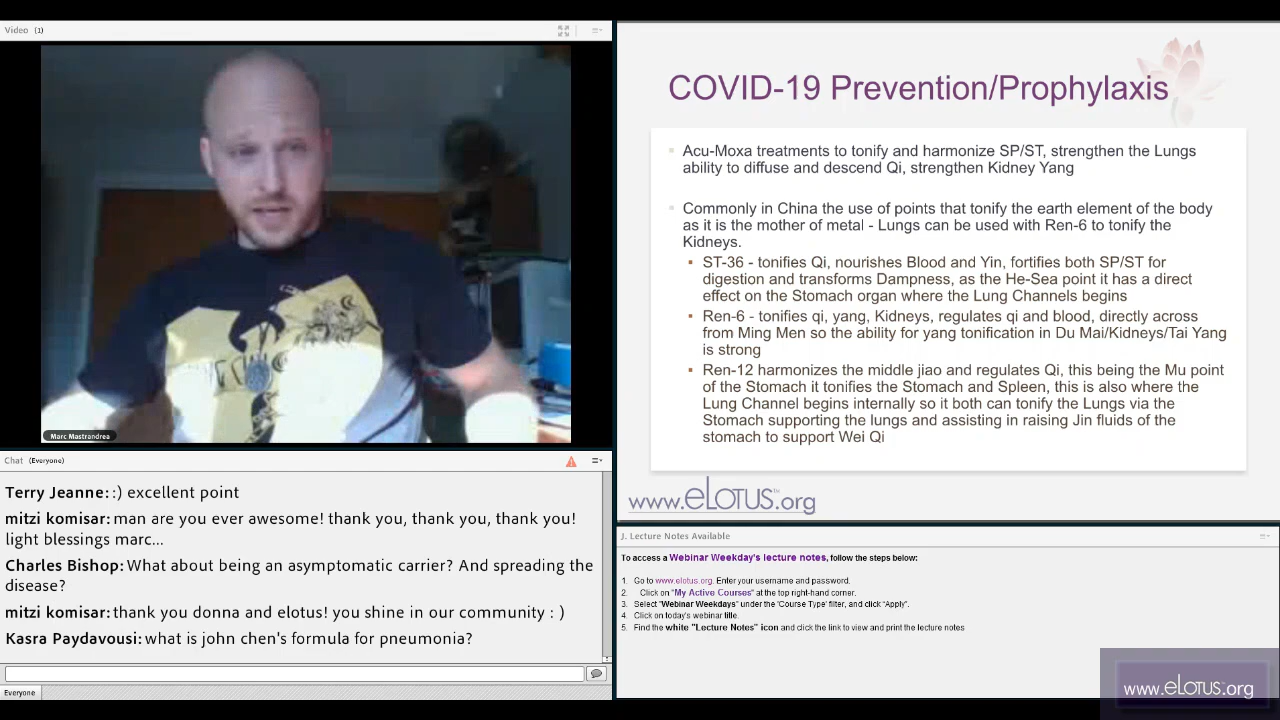 Video (1)
Marc Mastrandrea
Chat (Everyone)
Terry Jeanne: :) excellent point
mitzi komisar: man are you ever awesome! thank you, thank you, thank you!
light blessings marc...
Charles Bishop: What about being an asymptomatic carrier? And spreading the
disease?
mitzi komisar: thank you donna and elotus! you shine in our community : )
Kasra Paydavousi: what is john chen's formula for pneumonia?
Everyone
COVID-19 Prevention/Prophylaxis
Acu-Moxa treatments to tonify and harmonize SP/ST, strengthen the Lungs
ability to diffuse and descend Qi, strengthen Kidney Yang
Commonly in China the use of points that tonify the earth element of the body
as it is the mother of metal - Lungs can be used with Ren-6 to tonify the
Kidneys.
ST-36 - tonifies Qi, nourishes Blood and Yin, fortifies both SP/ST for
digestion and transforms Dampness, as the He-Sea point it has a direct
effect on the Stomach organ where the Lung Channels begins
Ren-6 - tonifies qi, yang, Kidneys, regulates qi and blood, directly across
from Ming Men so the ability for yang tonification in Du Mai/Kidneys/Tai Yang
is strong
Ren-12 harmonizes the middle jiao and regulates Qi, this being the Mu point
of the Stomach it tonifies the Stomach and Spleen, this is also where the
Lung Channel begins internally so it both can tonify the Lungs via the
Stomach supporting the lungs and assisting in raising Jin fluids of the
stomach to support Wei Qi
www.eLOTUS.org
J. Lecture Notes Available
To access a Webinar Weekday's lecture notes, follow the steps below:
1. Go to www.elotus.org. Enter your username and password.
2. Click on "My Active Courses" at the top right-hand corner.
3. Select "Webinar Weekdays" under the 'Course Type' filter, and click "Apply".
4. Click on today's webinar title.
5. Find the white "Lecture Notes" icon and click the link to view and print the lecture notes
www.eLOTUS.org